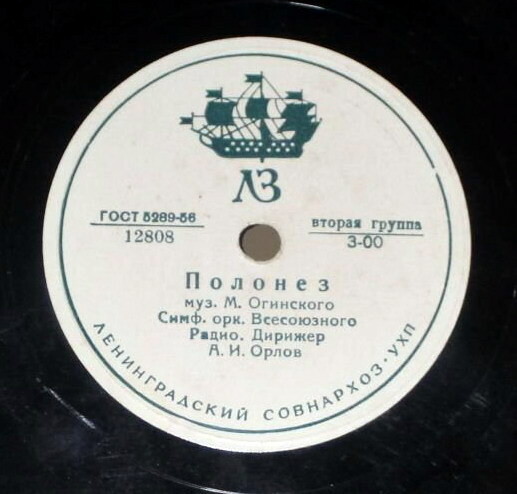 ЛЗ
ГОСТ 5289-56
12808
вторая группа
3-00
Полонез
муз. М. Огинского
Симф. орк. Всесоюзного
Радио. Дирижер
А. И. Орлов
ЛЕНИНГРАДСКИЙ СОВНАРХОЗ · УХП